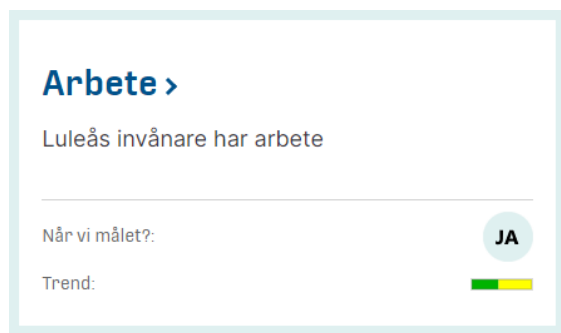 Arbete >
Luleås invånare har arbete
Når vi målet?:
JA
Trend: